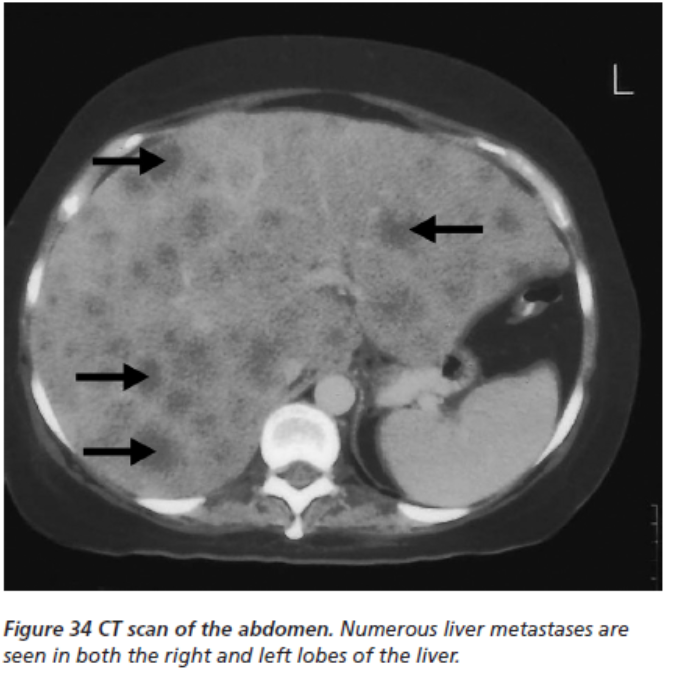 L
Figure 34 CT scan of the abdomen. Numerous liver metastases are
seen in both the right and left lobes of the liver.